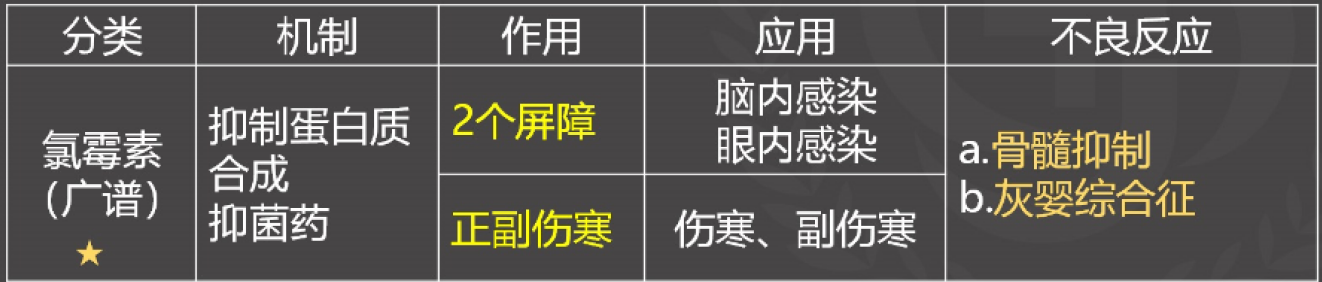 分类
机制
作用
应用
不良反应
氯霉素
（广谱）
抑制蛋白质
合成
抑菌药
2个屏障
脑内感染
眼内感染
正副伤寒
伤寒、副伤寒
a.骨髓抑制
b.灰婴综合征